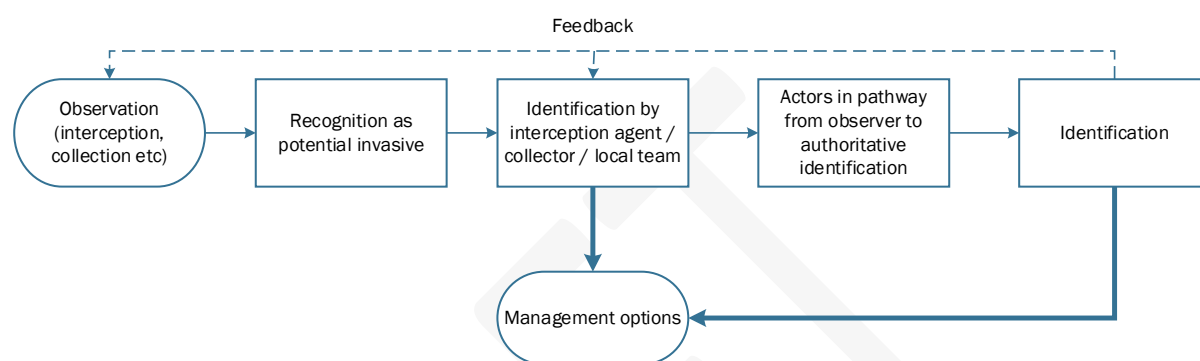 Feedback
Observation
(interception,
collection etc)
Recognition as
potential invasive
Identification by
interception agent /
collector / local team
Actors in pathway
from observer to
authoritative
identification
Identification
Management options